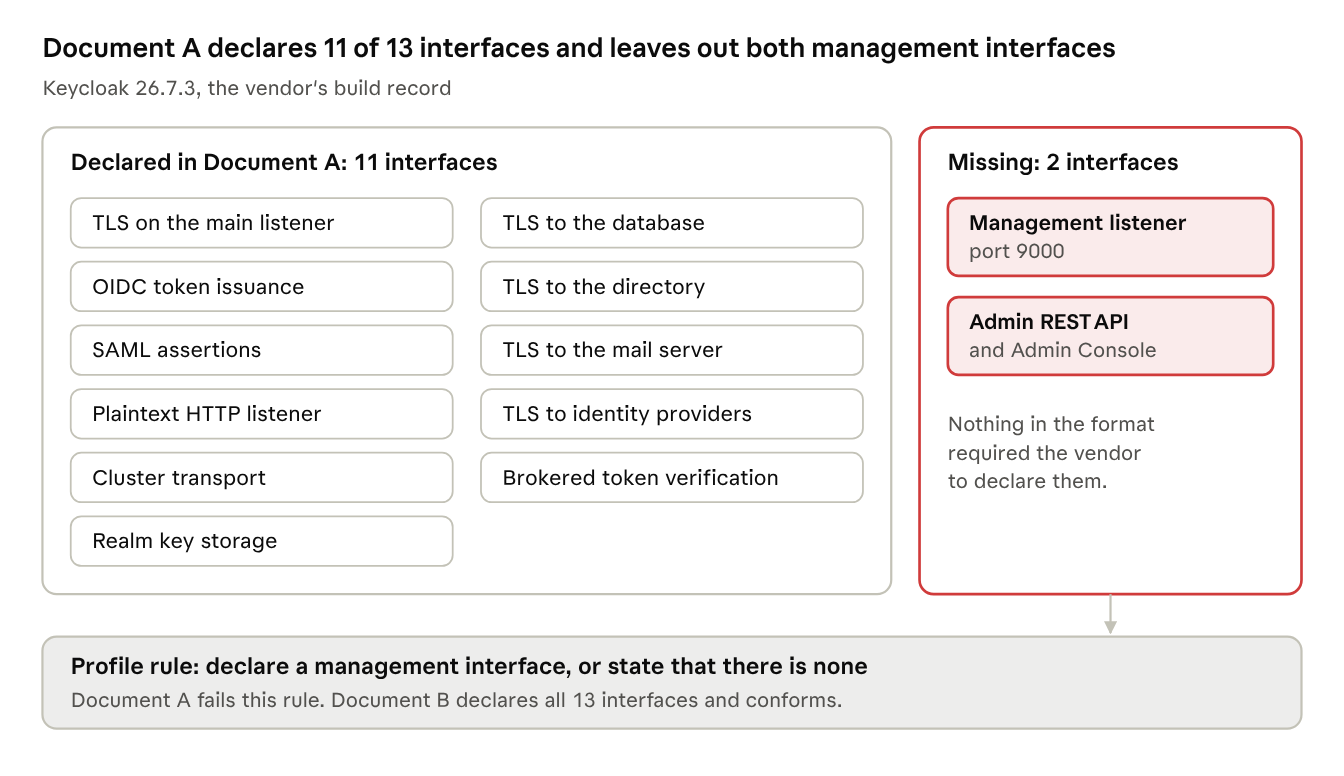 Document A declares 11 of 13 interfaces and leaves out both management interfaces
Keycloak 26.7.3, the vendor's build record
Declared in Document A: 11 interfaces
TLS on the main listener
OIDC token issuance
SAML assertions
Plaintext HTTP listener
Cluster transport
Realm key storage
TLS to the database
TLS to the directory
TLS to the mail server
TLS to identity providers
Brokered token verification
Missing: 2 interfaces
Management listener
port 9000
Admin REST API
and Admin Console
Nothing in the format
required the vendor
to declare them.
Profile rule: declare a management interface, or state that there is none
Document A fails this rule. Document B declares all 13 interfaces and conforms.